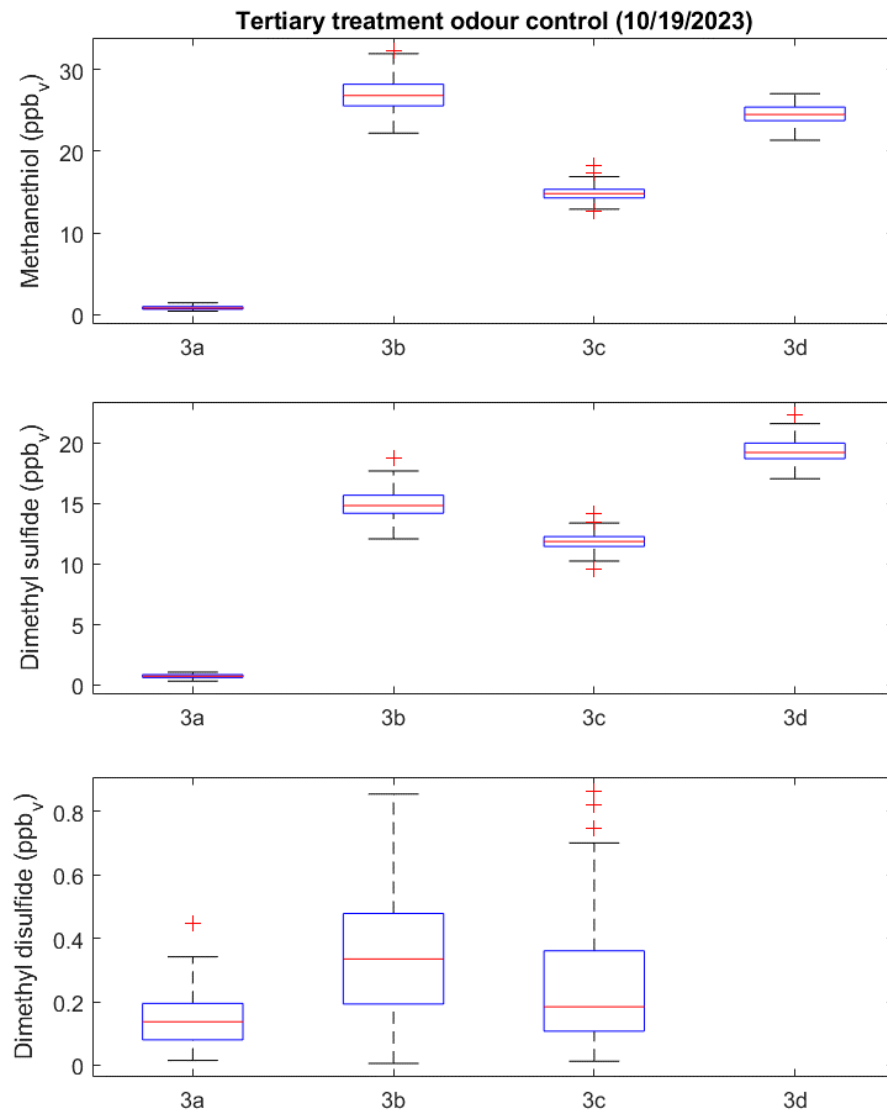 Tertiary treatment odour control (10/19/2023)
Methanethiol (ppbv)
30
20
10
0
3a 3b 3c 3d
Dimethyl sulfide (ppbv)
20
15
10
5
0
3a 3b 3c 3d
Dimethyl disulfide (ppbv)
0.8
0.6
0.4
0.2
0
3a 3b 3c 3d